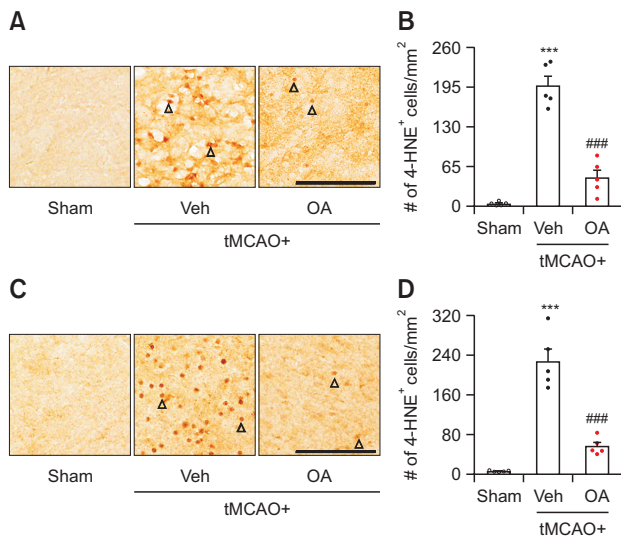 A
Sham
Veh
OA
tMCAO+
B
# of 4-HNE⁺ cells/mm²
260
195
130
65
0
***
###
Sham
Veh
OA
tMCAO+
C
Sham
Veh
OA
tMCAO+
D
# of 4-HNE⁺ cells/mm²
320
240
160
80
0
***
###
Sham
Veh
OA
tMCAO+